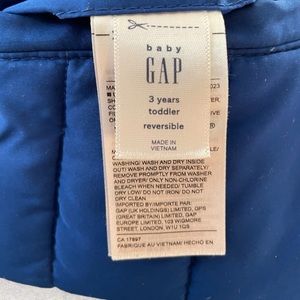 baby
GAP
3 years
toddler
reversible
MADE IN
VIETNAM
WASHING/ WASH AND DRY INSIDE
OUT/ WASH AND DRY SEPARATELY/
REMOVE PROMPTLY FROM WASHER
AND DRYER/ ONLY NON-CHLORINE
BLEACH WHEN NEEDED/ TUMBLE
DRY LOW/ DO NOT IRON/ DO NOT
DRY CLEAN
IMPORTED BY/IMPORTE PAR:
GAP (UK HOLDINGS) LIMITED, GPS
(GREAT BRITAIN) LIMITED, GAP
EUROPE LIMITED, 103 WIGMORE
STREET, LONDON, W1U 1QS
CA 17897
FABRIQUÉ AU VIETNAM/ HECHO EN